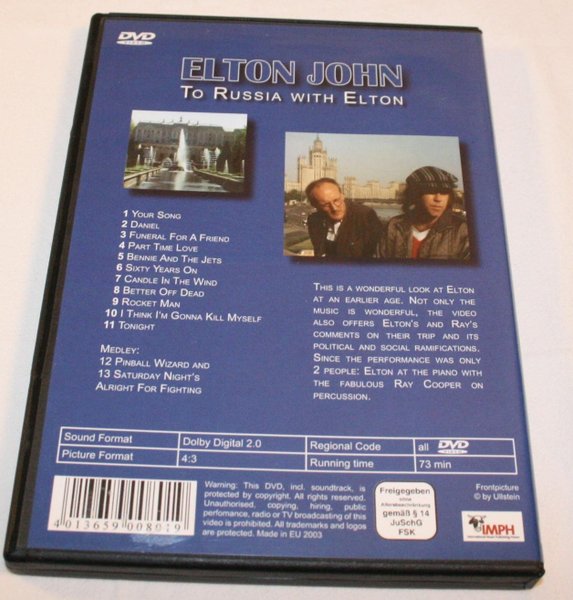 DVD
VIDEO
ELTON JOHN
TO RUSSIA WITH ELTON
1 YOUR SONG
2 DANIEL
3 FUNERAL FOR A FRIEND
4 PART TIME LOVE
5 BENNIE AND THE JETS
6 SIXTY YEARS ON
7 CANDLE IN THE WIND
8 BETTER OFF DEAD
9 ROCKET MAN
10 I THINK I'M GONNA KILL MYSELF
11 TONIGHT
MEDLEY:
12 PINBALL WIZARD AND
13 SATURDAY NIGHT'S
ALRIGHT FOR FIGHTING
THIS IS A WONDERFUL LOOK AT ELTON
AT AN EARLIER AGE. NOT ONLY THE
MUSIC IS WONDERFUL, THE VIDEO
ALSO OFFERS ELTON'S AND RAY'S
COMMENTS ON THEIR TRIP AND ITS
POLITICAL AND SOCIAL RAMIFICATIONS.
SINCE THE PERFORMANCE WAS ONLY
2 PEOPLE: ELTON AT THE PIANO WITH
THE FABULOUS RAY COOPER ON
PERCUSSION.
Sound Format Dolby Digital 2.0 Regional Code all DVD VIDEO
Picture Format 4:3 Running time 73 min
4 013659 008019
Warning: This DVD, incl. soundtrack, is
protected by copyright. All rights reserved.
Unauthorised, copying, hiring, public
perfomance, radio or TV broadcasting of this
video is prohibited. All trademarks and logos
are protected. Made in EU 2003
Freigegeben
ohne
Altersbeschränkung
gemäß § 14
JuSchG
FSK
Frontpicture
© by Ullstein
IMPH